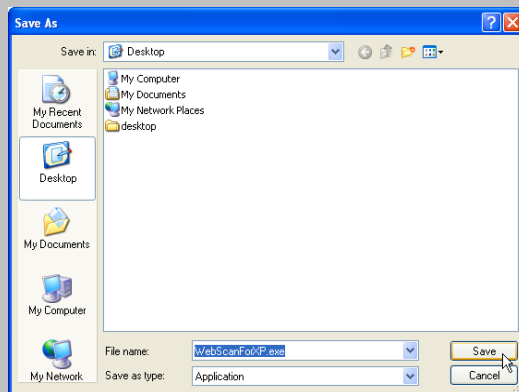 Save As
Save in: Desktop
My Computer
My Documents
My Network Places
desktop
My Recent
Documents
Desktop
My Documents
My Computer
My Network
File name: WebScanForXP.exe Save
Save as type: Application Cancel